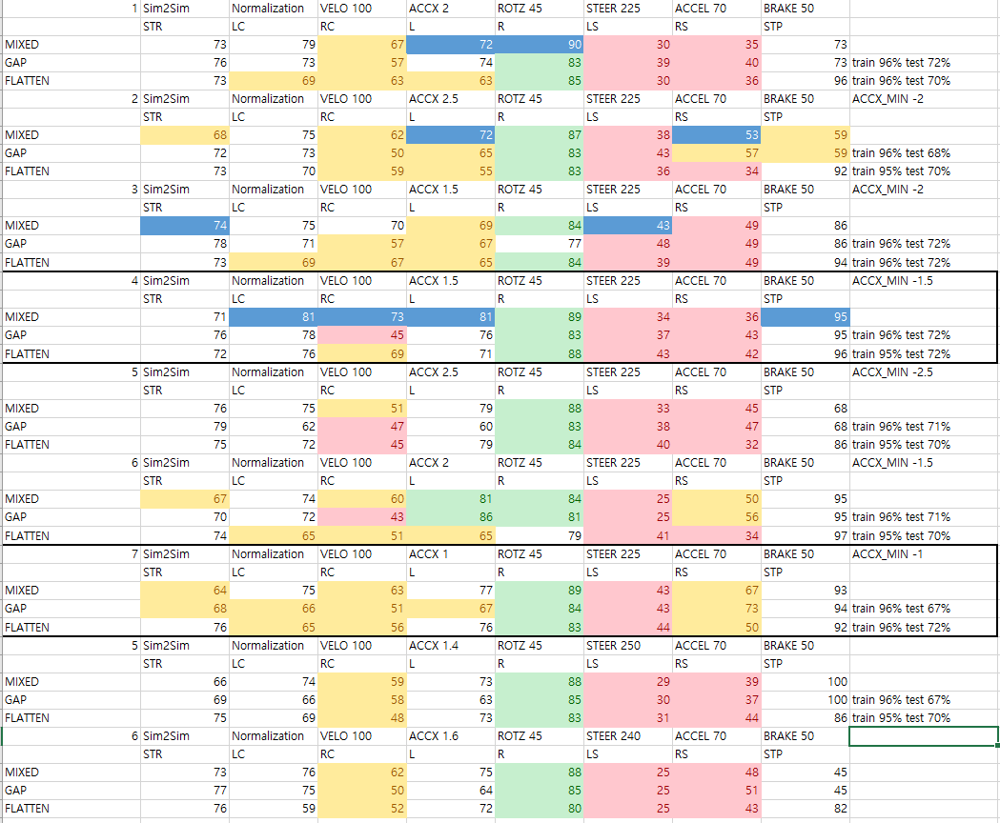 1 Sim2Sim Normalization VELO 100 ACCX 2 ROTZ 45 STEER 225 ACCEL 70 BRAKE 50
STR LC RC L R LS RS STP
MIXED 73 79 67 72 90 30 35 73
GAP 76 73 57 74 83 39 40 73 train 96% test 72%
FLATTEN 73 69 63 63 85 30 36 96 train 96% test 70%
2 Sim2Sim Normalization VELO 100 ACCX 2.5 ROTZ 45 STEER 225 ACCEL 70 BRAKE 50 ACCX_MIN -2
STR LC RC L R LS RS STP
MIXED 68 75 62 72 87 38 53 59
GAP 72 73 50 65 83 43 57 59 train 96% test 68%
FLATTEN 73 70 59 55 83 36 34 92 train 95% test 70%
3 Sim2Sim Normalization VELO 100 ACCX 1.5 ROTZ 45 STEER 225 ACCEL 70 BRAKE 50 ACCX_MIN -2
STR LC RC L R LS RS STP
MIXED 74 75 70 69 84 43 49 86
GAP 78 71 57 67 77 48 49 86 train 96% test 72%
FLATTEN 73 69 67 65 84 39 49 94 train 96% test 72%
4 Sim2Sim Normalization VELO 100 ACCX 1.5 ROTZ 45 STEER 225 ACCEL 70 BRAKE 50 ACCX_MIN -1.5
STR LC RC L R LS RS STP
MIXED 71 81 73 81 89 34 36 95
GAP 76 78 45 76 83 37 43 95 train 96% test 72%
FLATTEN 72 76 69 71 88 43 42 96 train 95% test 72%
5 Sim2Sim Normalization VELO 100 ACCX 2.5 ROTZ 45 STEER 225 ACCEL 70 BRAKE 50 ACCX_MIN -2.5
STR LC RC L R LS RS STP
MIXED 76 75 51 79 88 33 45 68
GAP 79 62 47 60 83 38 47 68 train 96% test 71%
FLATTEN 75 72 45 79 84 40 32 86 train 95% test 70%
6 Sim2Sim Normalization VELO 100 ACCX 2 ROTZ 45 STEER 225 ACCEL 70 BRAKE 50 ACCX_MIN -1.5
STR LC RC L R LS RS STP
MIXED 67 74 60 81 84 25 50 95
GAP 70 72 43 86 81 25 56 95 train 96% test 71%
FLATTEN 74 65 51 65 79 41 34 97 train 95% test 70%
7 Sim2Sim Normalization VELO 100 ACCX 1 ROTZ 45 STEER 225 ACCEL 70 BRAKE 50 ACCX_MIN -1
STR LC RC L R LS RS STP
MIXED 64 75 63 77 89 43 67 93
GAP 68 66 51 67 84 43 73 94 train 96% test 67%
FLATTEN 76 65 56 76 83 44 50 92 train 96% test 72%
5 Sim2Sim Normalization VELO 100 ACCX 1.4 ROTZ 45 STEER 250 ACCEL 70 BRAKE 50
STR LC RC L R LS RS STP
MIXED 66 74 59 73 88 29 39 100
GAP 69 66 58 63 85 30 37 100 train 96% test 67%
FLATTEN 75 69 48 73 83 31 44 86 train 95% test 70%
6 Sim2Sim Normalization VELO 100 ACCX 1.6 ROTZ 45 STEER 240 ACCEL 70 BRAKE 50
STR LC RC L R LS RS STP
MIXED 73 76 62 75 88 25 48 45
GAP 77 75 50 64 85 25 51 45
FLATTEN 76 59 52 72 80 25 43 82